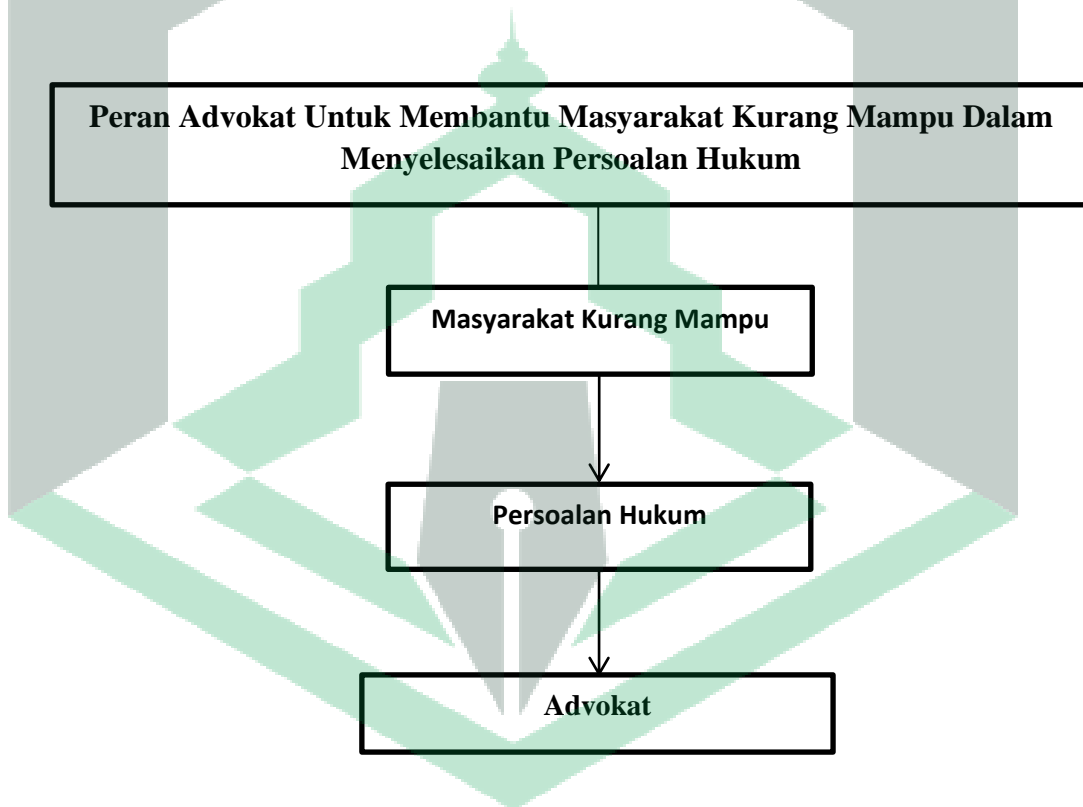 Peran Advokat Untuk Membantu Masyarakat Kurang Mampu Dalam
Menyelesaikan Persoalan Hukum
Masyarakat Kurang Mampu
Persoalan Hukum
Advokat